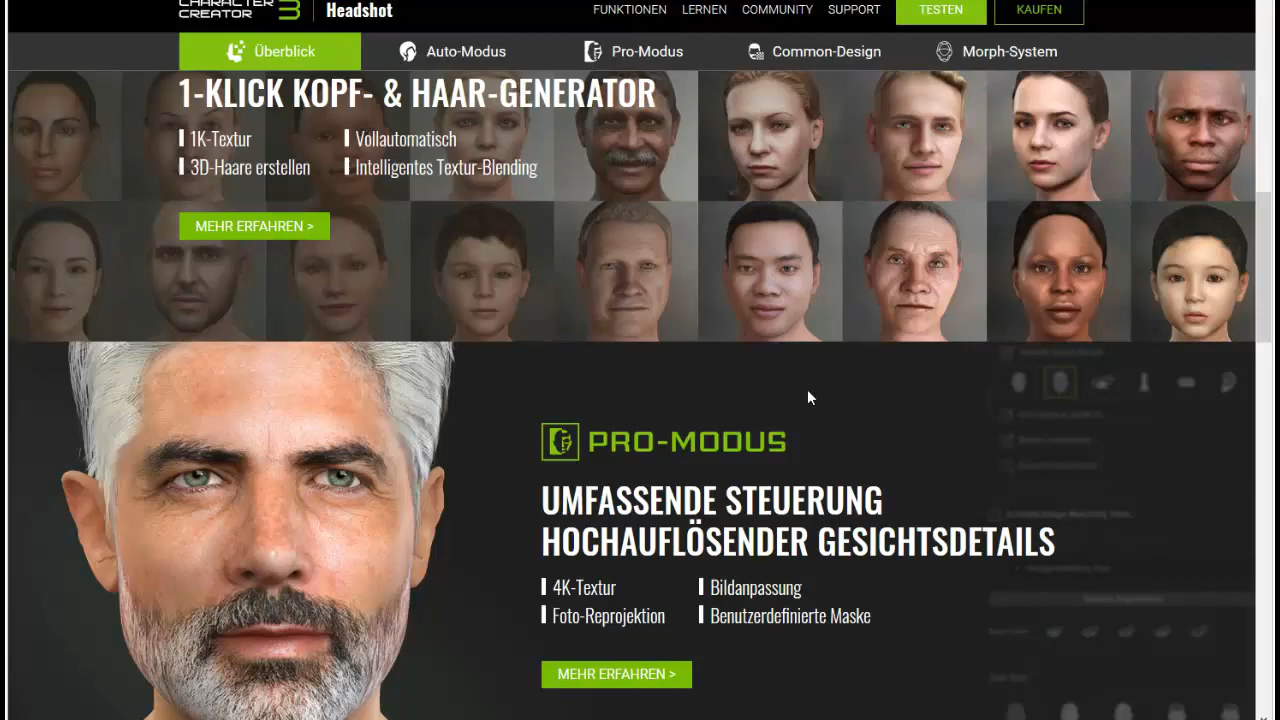 CHARACTER
CREATOR 3 Headshot
FUNKTIONEN LERNEN COMMUNITY SUPPORT TESTEN KAUFEN
Überblick Auto-Modus Pro-Modus Common-Design Morph-System
1-KLICK KOPF- & HAAR-GENERATOR
1K-Textur Vollautomatisch
3D-Haare erstellen Intelligentes Textur-Blending
MEHR ERFAHREN >
PRO-MODUS
UMFASSENDE STEUERUNG
HOCHAUFLÖSENDER GESICHTSDETAILS
4K-Textur Bildanpassung
Foto-Reprojektion Benutzerdefinierte Maske
MEHR ERFAHREN >